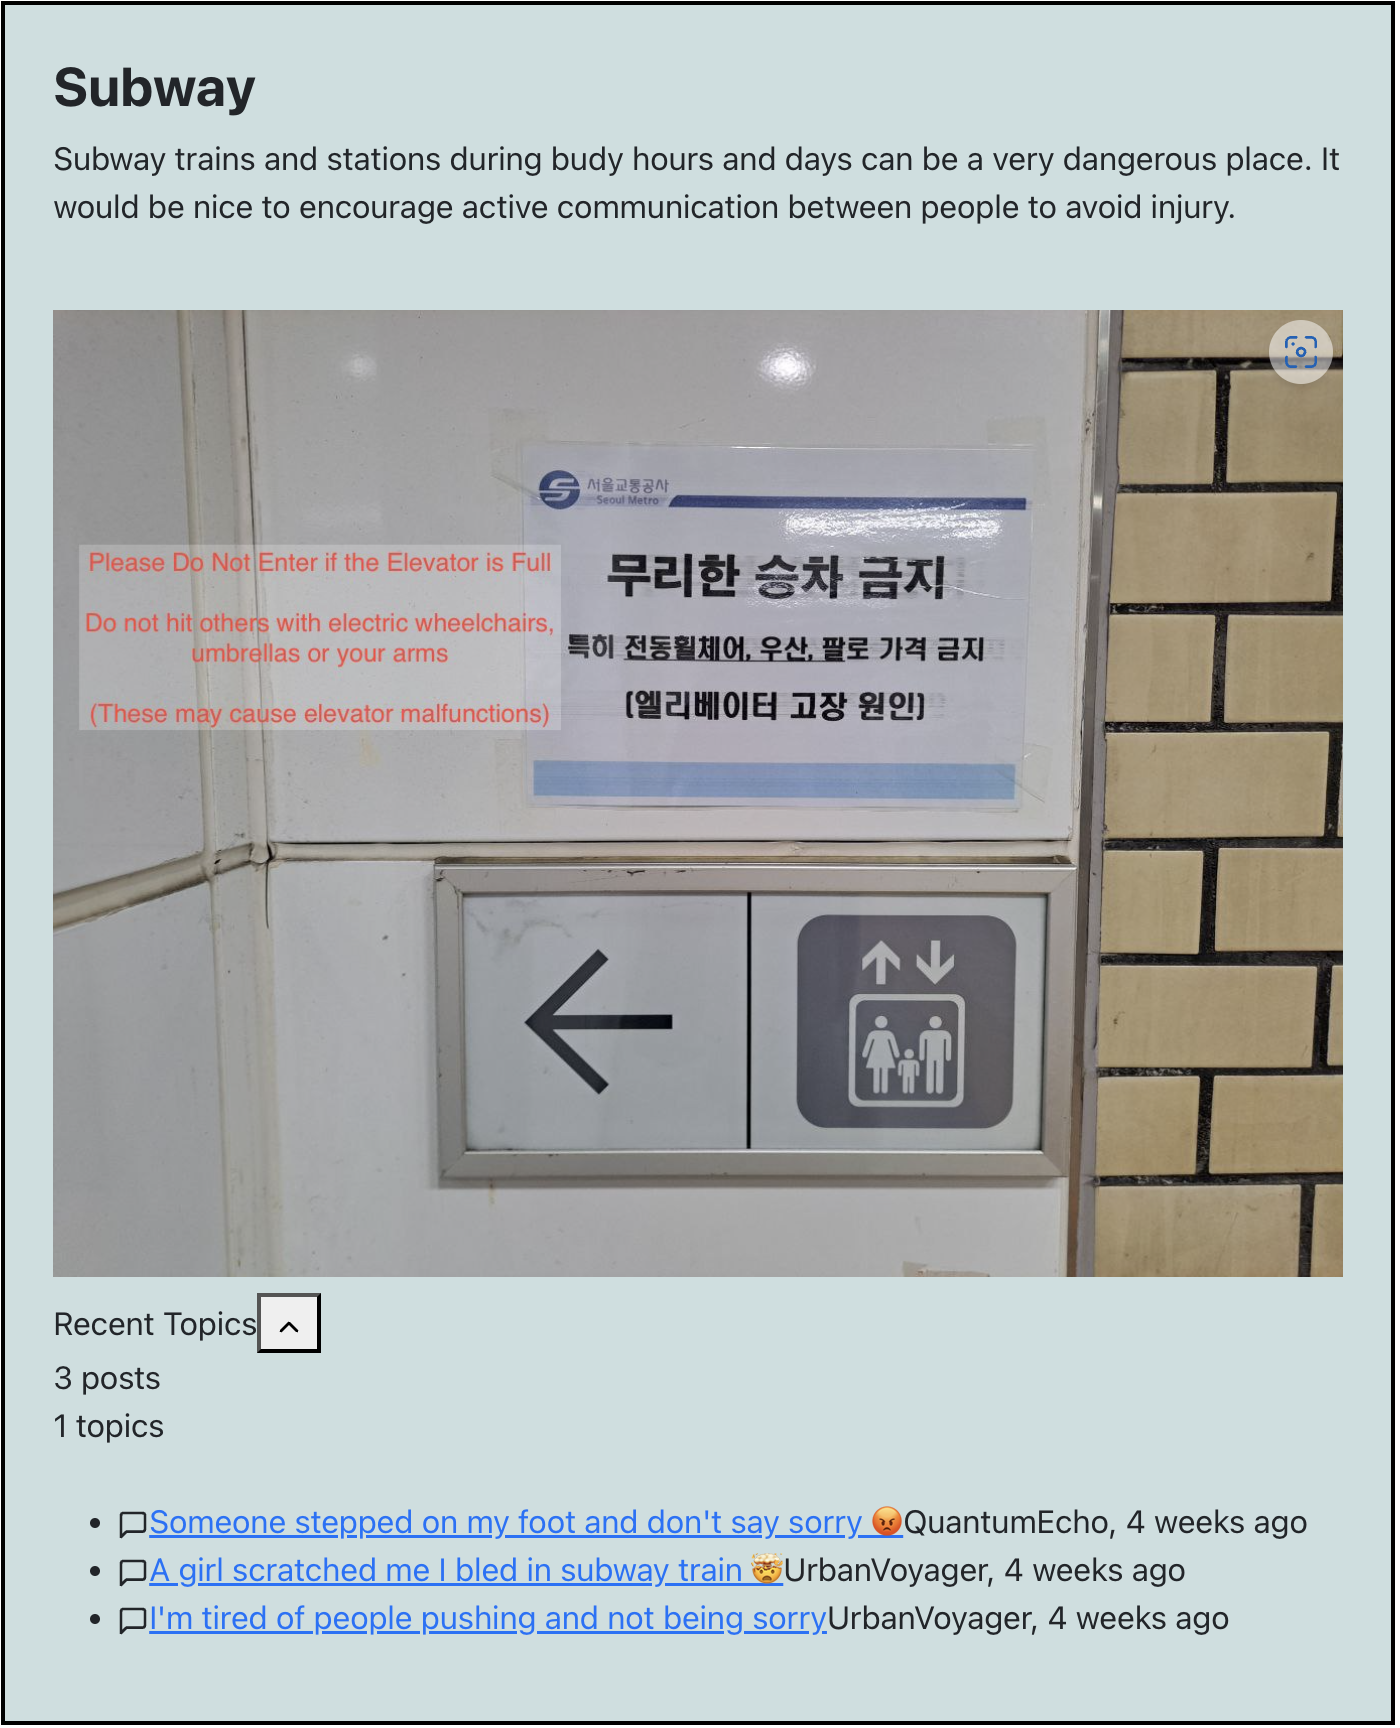 Subway
Subway trains and stations during budy hours and days can be a very dangerous place. It
would be nice to encourage active communication between people to avoid injury.
서울교통공사
Seoul Metro
무리한 승차 금지
특히 전동휠체어, 우산, 팔로 가격 금지
(엘리베이터 고장 원인)
Please Do Not Enter if the Elevator is Full
Do not hit others with electric wheelchairs,
umbrellas or your arms
(These may cause elevator malfunctions)
Recent Topics
3 posts
1 topics
Someone stepped on my foot and don't say sorry 😡QuantumEcho, 4 weeks ago
A girl scratched me I bled in subway train 🤯UrbanVoyager, 4 weeks ago
I'm tired of people pushing and not being sorryUrbanVoyager, 4 weeks ago